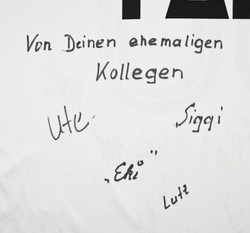 Von Deinen ehemaligen
Kollegen
Ute
Siggi
„Eki"
Lutz